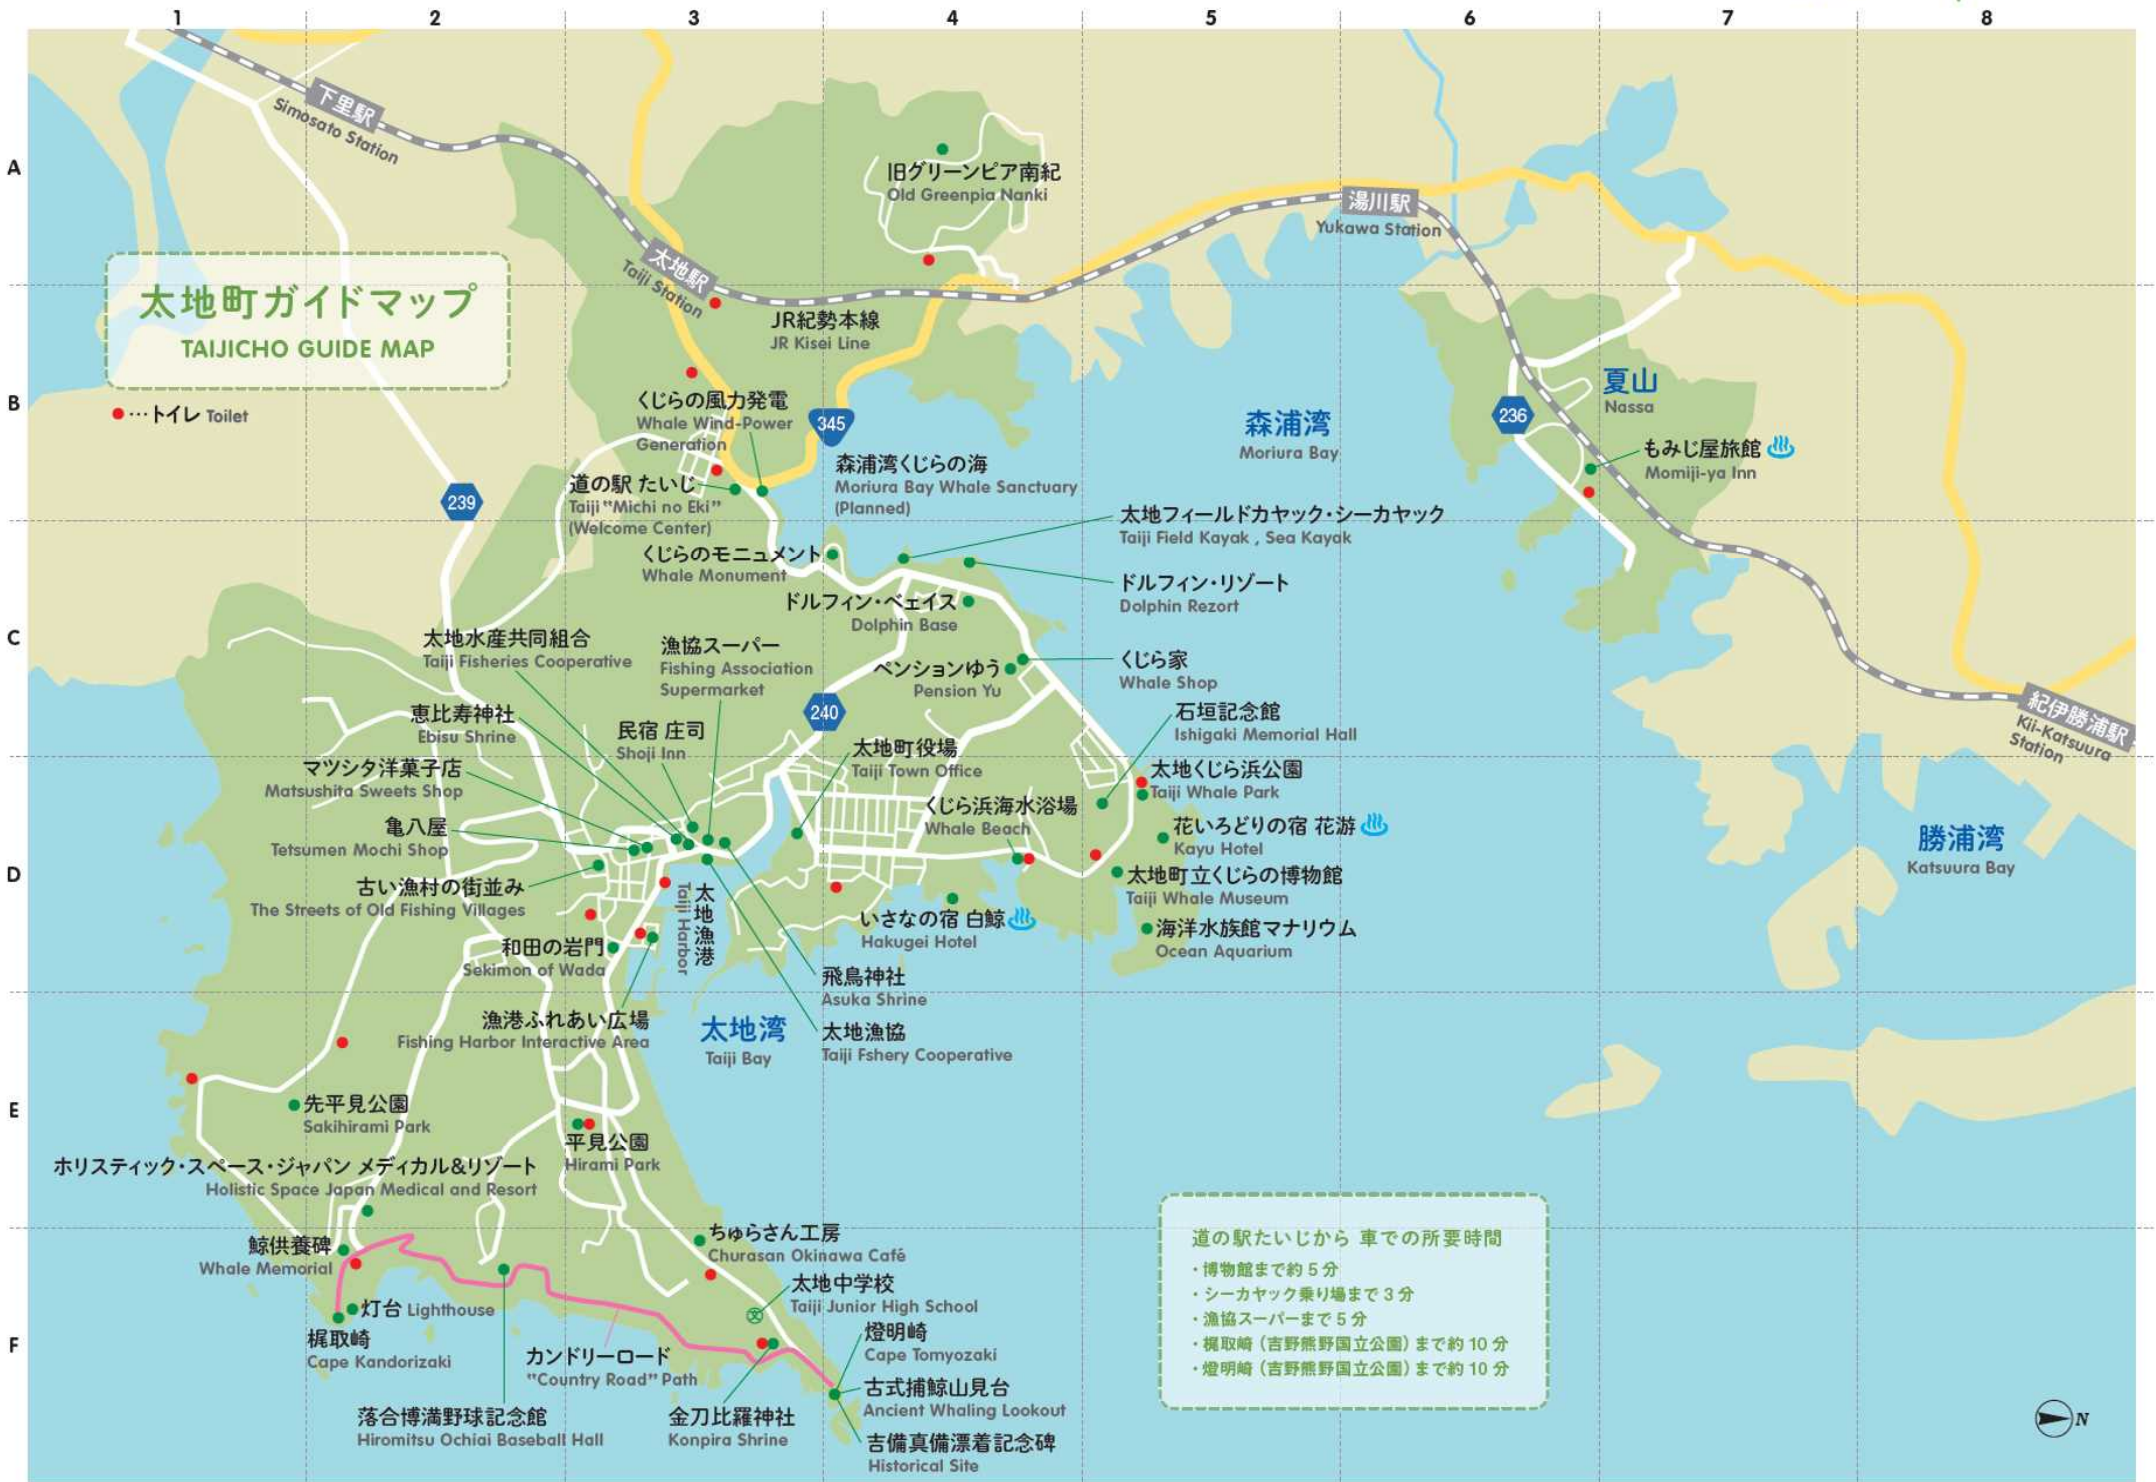 1 2 3 4 5 6 7 8
A
B
C
D
E
F
下里駅
Simosato Station
旧グリーンピア南紀
Old Greenpia Nanki
湯川駅
Yukawa Station
太地駅
Taiji Station
太地町ガイドマップ
TAIJICHO GUIDE MAP
…トイレ Toilet
JR紀勢本線
JR Kisei Line
くじらの風力発電
Whale Wind-Power
Generation
345
森浦湾
Moriura Bay
236
夏山
Nassa
もみじ屋旅館
Momiji-ya Inn
森浦湾くじらの海
Moriura Bay Whale Sanctuary
(Planned)
道の駅 たいじ
Taiji "Michi no Eki"
(Welcome Center)
239
太地フィールドカヤック・シーカヤック
Taiji Field Kayak , Sea Kayak
くじらのモニュメント
Whale Monument
ドルフィン・リゾート
Dolphin Rezort
ドルフィン・ベェイス
Dolphin Base
太地水産共同組合
Taiji Fisheries Cooperative
漁協スーパー
Fishing Association
Supermarket
ペンションゆう
Pension Yu
くじら家
Whale Shop
恵比寿神社
Ebisu Shrine
240
民宿 庄司
Shoji Inn
石垣記念館
Ishigaki Memorial Hall
紀伊勝浦駅
Kii-Katsuura
Station
太地町役場
Taiji Town Office
マツシタ洋菓子店
Matsushita Sweets Shop
太地くじら浜公園
Taiji Whale Park
くじら浜海水浴場
Whale Beach
亀八屋
Tetsumen Mochi Shop
花いろどりの宿 花游
Kayu Hotel
勝浦湾
Katsuura Bay
古い漁村の街並み
The Streets of Old Fishing Villages
太地町立くじらの博物館
Taiji Whale Museum
太地漁港
Taiji Harbor
いさなの宿 白鯨
Hakugei Hotel
海洋水族館マナリウム
Ocean Aquarium
和田の岩門
Sekimon of Wada
飛鳥神社
Asuka Shrine
漁港ふれあい広場
Fishing Harbor Interactive Area
太地湾
Taiji Bay
太地漁協
Taiji Fshery Cooperative
先平見公園
Sakihirami Park
平見公園
Hirami Park
ホリスティック・スペース・ジャパン メディカル&リゾート
Holistic Space Japan Medical and Resort
鯨供養碑
Whale Memorial
ちゅらさん工房
Churasan Okinawa Café
太地中学校
Taiji Junior High School
文
灯台 Lighthouse
梶取崎
Cape Kandorizaki
燈明崎
Cape Tomyozaki
カンドリーロード
"Country Road" Path
古式捕鯨山見台
Ancient Whaling Lookout
落合博満野球記念館
Hiromitsu Ochiai Baseball Hall
金刀比羅神社
Konpira Shrine
吉備真備漂着記念碑
Historical Site
道の駅たいじから 車での所要時間
・博物館まで約5分
・シーカヤック乗り場まで3分
・漁協スーパーまで5分
・梶取崎（吉野熊野国立公園）まで約10分
・燈明崎（吉野熊野国立公園）まで約10分
N